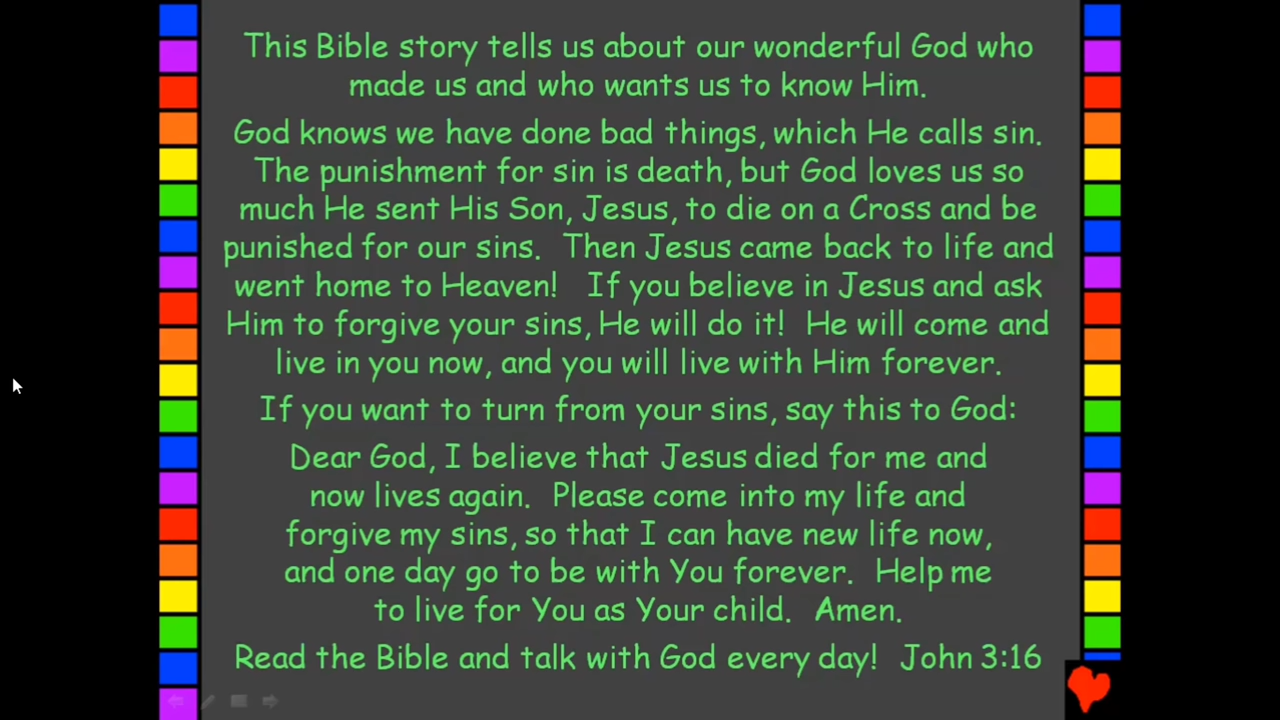 This Bible story tells us about our wonderful God who
made us and who wants us to know Him.
God knows we have done bad things, which He calls sin.
The punishment for sin is death, but God loves us so
much He sent His Son, Jesus, to die on a Cross and be
punished for our sins.  Then Jesus came back to life and
went home to Heaven!  If you believe in Jesus and ask
Him to forgive your sins, He will do it!  He will come and
live in you now, and you will live with Him forever.
If you want to turn from your sins, say this to God:
Dear God, I believe that Jesus died for me and
now lives again.  Please come into my life and
forgive my sins, so that I can have new life now,
and one day go to be with You forever.  Help me
to live for You as Your child.  Amen.
Read the Bible and talk with God every day!  John 3:16